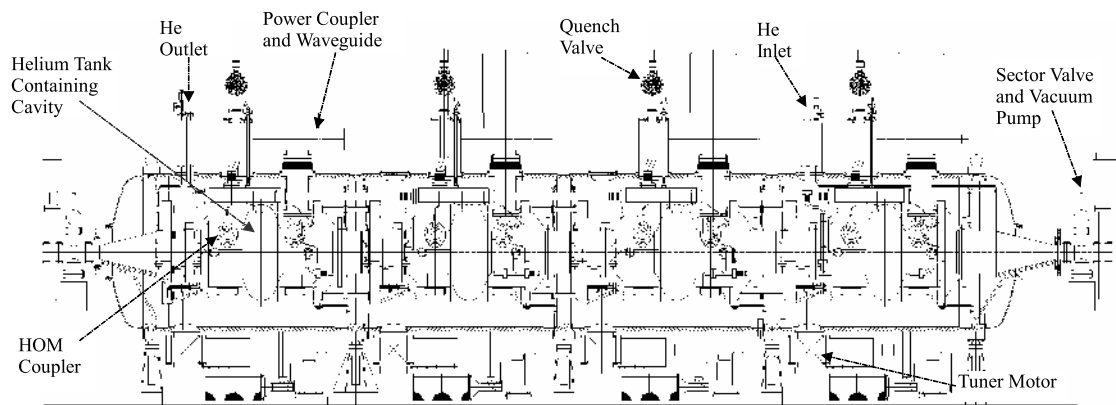 He
Outlet
Power Coupler
and Waveguide
Quench
Valve
He
Inlet
Helium Tank
Containing
Cavity
Sector Valve
and Vacuum
Pump
HOM
Coupler
Tuner Motor